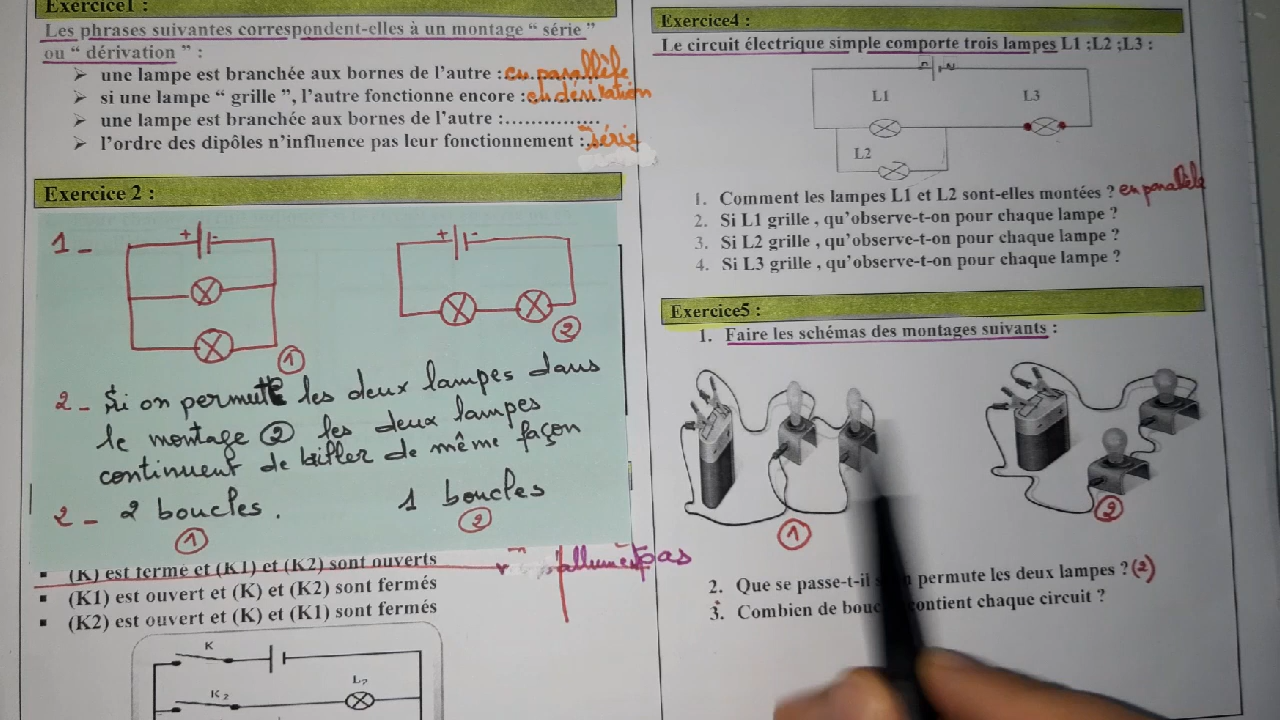 Exercice1 :
Les phrases suivantes correspondent-elles à un montage “ série ”
ou “ dérivation ” :
➢ une lampe est branchée aux bornes de l'autre : en parallèle
➢ si une lampe “ grille ”, l'autre fonctionne encore : en dérivation
➢ une lampe est branchée aux bornes de l'autre :...............
➢ l'ordre des dipôles n'influence pas leur fonctionnement :..série
Exercice 2 :
1 -
+ -
+ -
1
2
2 - Si on permute les deux lampes dans
le montage 2 les deux lampes
continuent de briller de même façon
2 - 2 boucles. 1 boucles
1 2
▪ (K) est fermé et (K1) et (K2) sont ouverts
pas
▪ (K1) est ouvert et (K) et (K2) sont fermés
▪ (K2) est ouvert et (K) et (K1) sont fermés
K
K2
L2
Exercice4 :
Le circuit électrique simple comporte trois lampes L1 ;L2 ;L3 :
L1 L3
L2
1. Comment les lampes L1 et L2 sont-elles montées ? en parallèle
2. Si L1 grille , qu'observe-t-on pour chaque lampe ?
3. Si L2 grille , qu'observe-t-on pour chaque lampe ?
4. Si L3 grille , qu'observe-t-on pour chaque lampe ?
Exercice5 :
1. Faire les schémas des montages suivants :
1
2
2. Que se passe-t-il permute les deux lampes ? (2)
3. Combien de contient chaque circuit ?